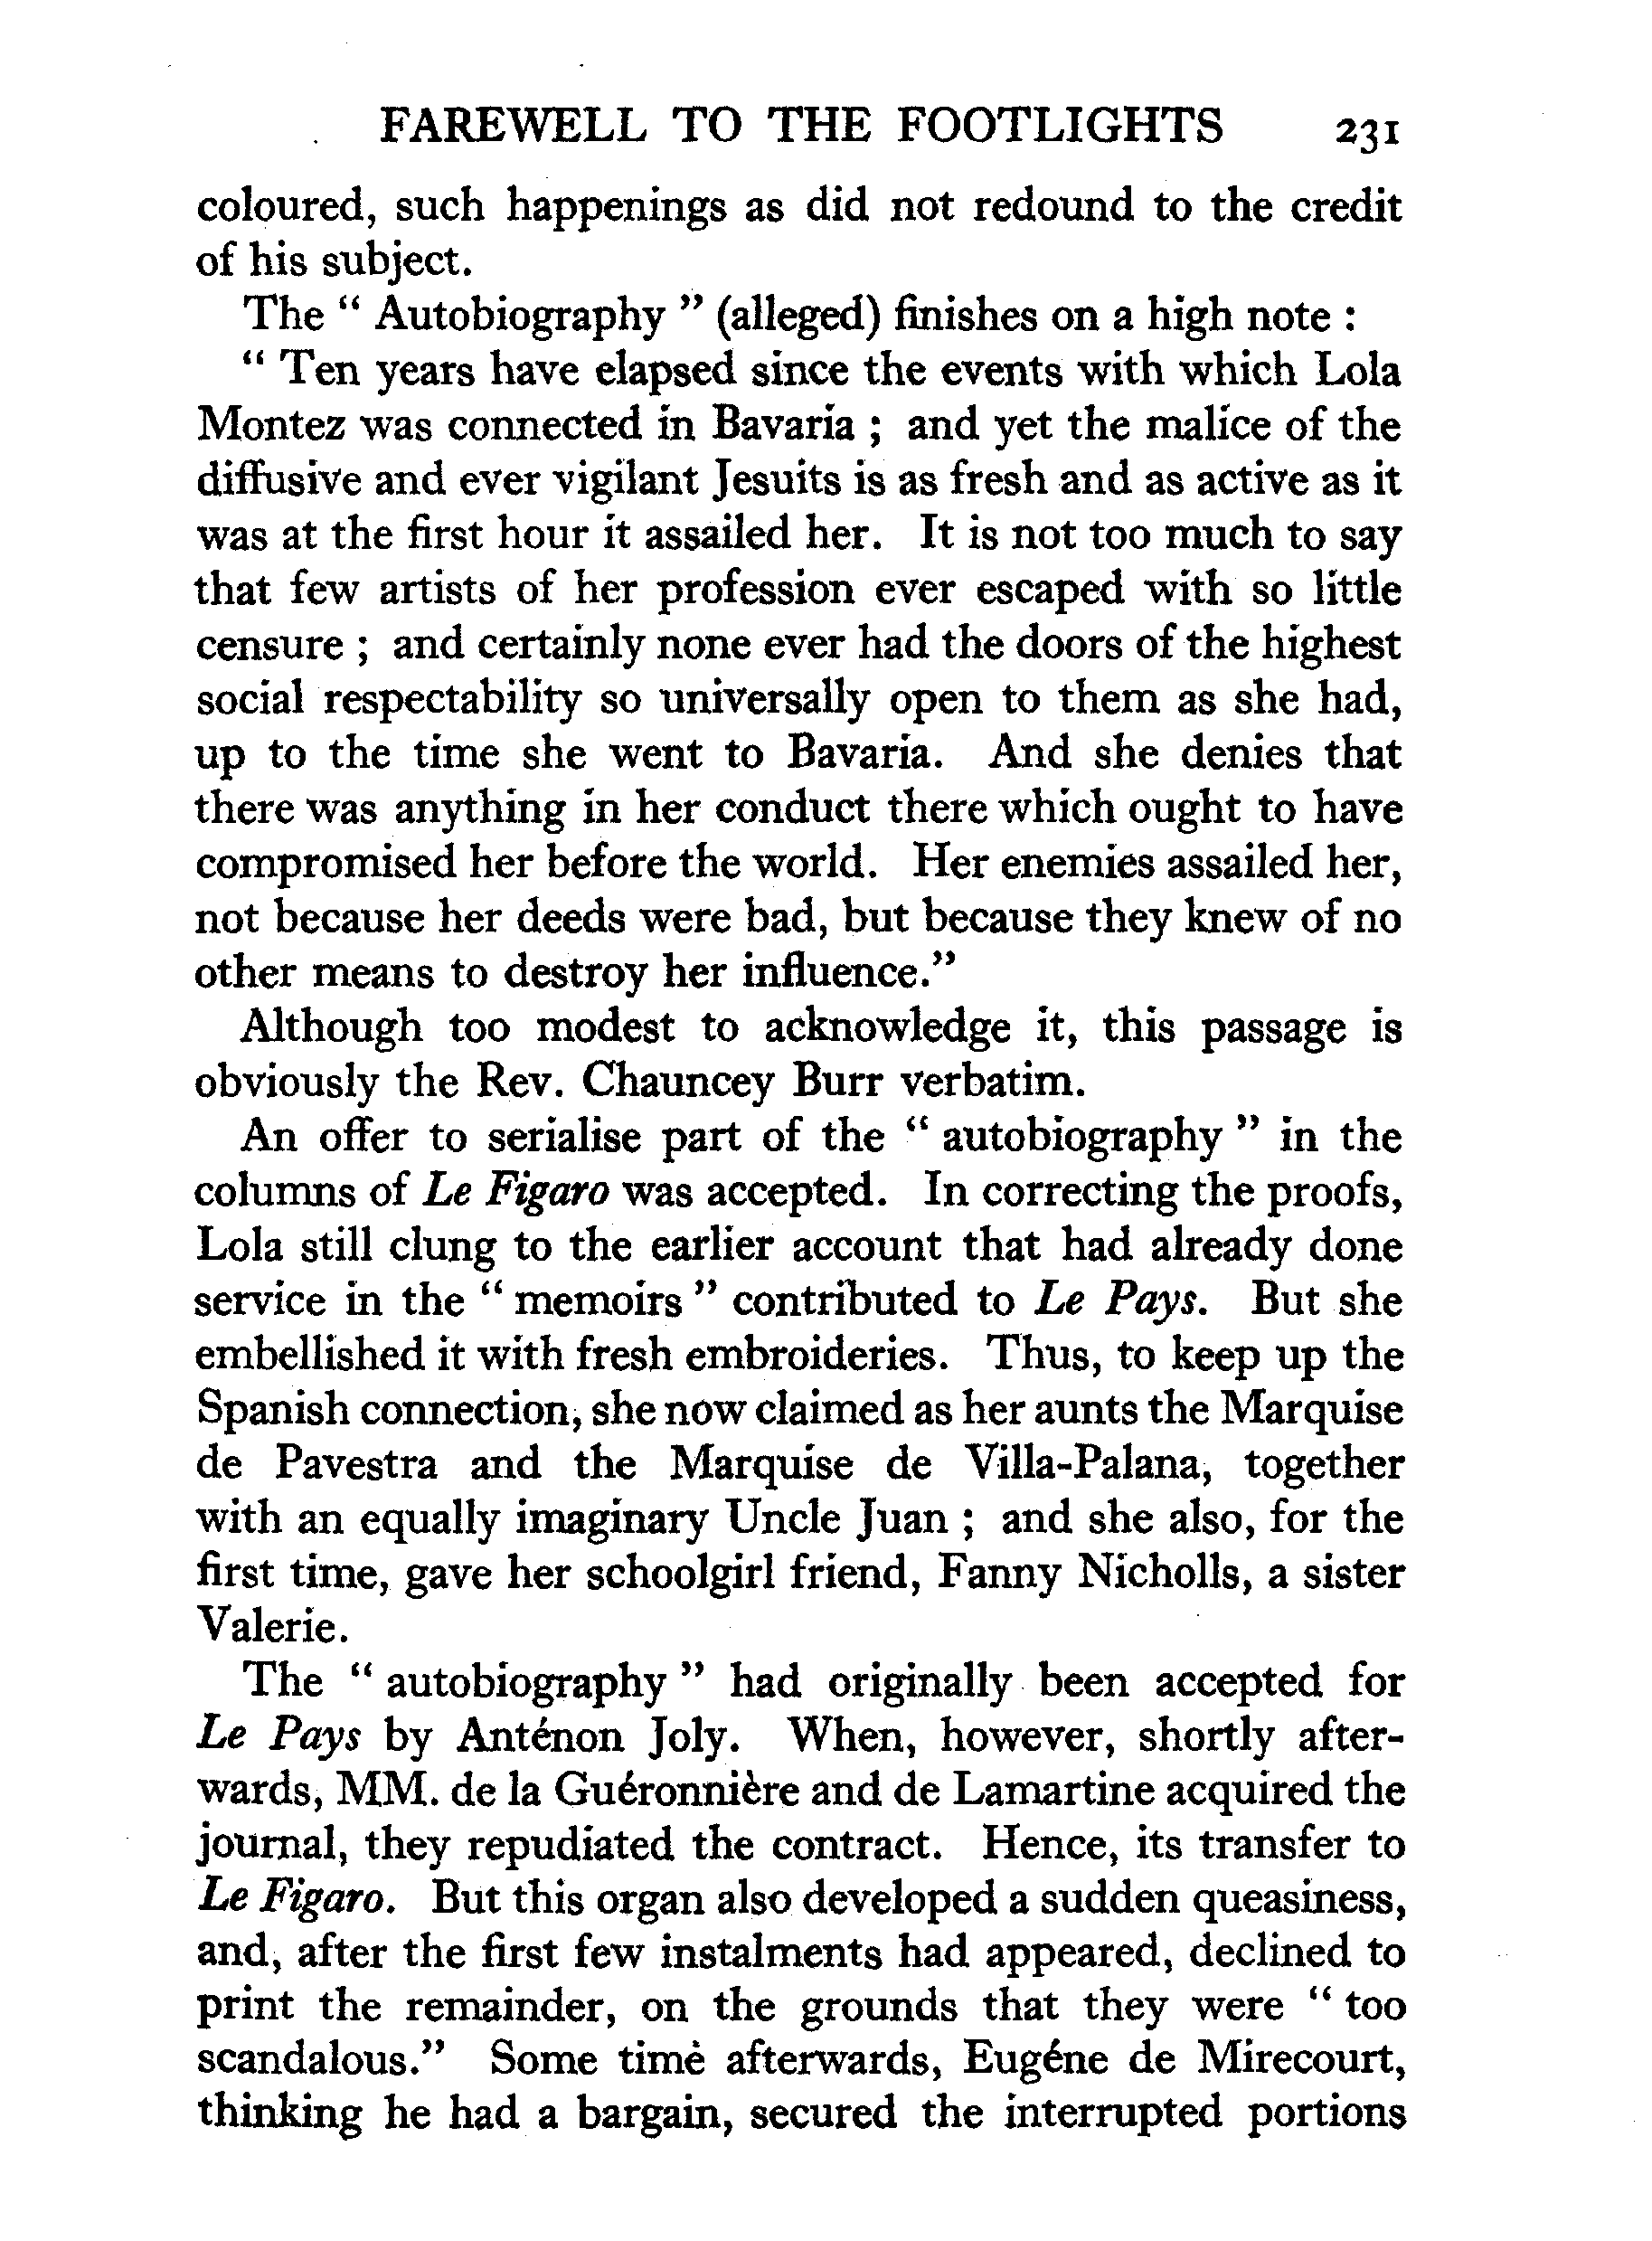 FAREWELL TO THE FOOTLIGHTS 231
coloured, such happenings as did not redound to the credit
of his subject.
The " Autobiography " (alleged) finishes on a high note :
" Ten years have elapsed since the events with which Lola
Montez was connected in Bavaria ; and yet the malice of the
diffusive and ever vigilant Jesuits is as fresh and as active as it
was at the first hour it assailed her. It is not too much to say
that few artists of her profession ever escaped with so little
censure ; and certainly none ever had the doors of the highest
social respectability so universally open to them as she had,
up to the time she went to Bavaria. And she denies that
there was anything in her conduct there which ought to have
compromised her before the world. Her enemies assailed her,
not because her deeds were bad, but because they knew of no
other means to destroy her influence."
Although too modest to acknowledge it, this passage is
obviously the Rev. Chauncey Burr verbatim.
An offer to serialise part of the " autobiography " in the
columns of Le Figaro was accepted. In correcting the proofs,
Lola still clung to the earlier account that had already done
service in the " memoirs " contributed to Le Pays. But she
embellished it with fresh embroideries. Thus, to keep up the
Spanish connection, she now claimed as her aunts the Marquise
de Pavestra and the Marquise de Villa-Palana, together
with an equally imaginary Uncle Juan ; and she also, for the
first time, gave her schoolgirl friend, Fanny Nicholls, a sister
Valerie.
The " autobiography " had originally been accepted for
Le Pays by Anténon Joly. When, however, shortly after-
wards, MM. de la Guéronnière and de Lamartine acquired the
journal, they repudiated the contract. Hence, its transfer to
Le Figaro. But this organ also developed a sudden queasiness,
and, after the first few instalments had appeared, declined to
print the remainder, on the grounds that they were " too
scandalous." Some time afterwards, Eugéne de Mirecourt,
thinking he had a bargain, secured the interrupted portions